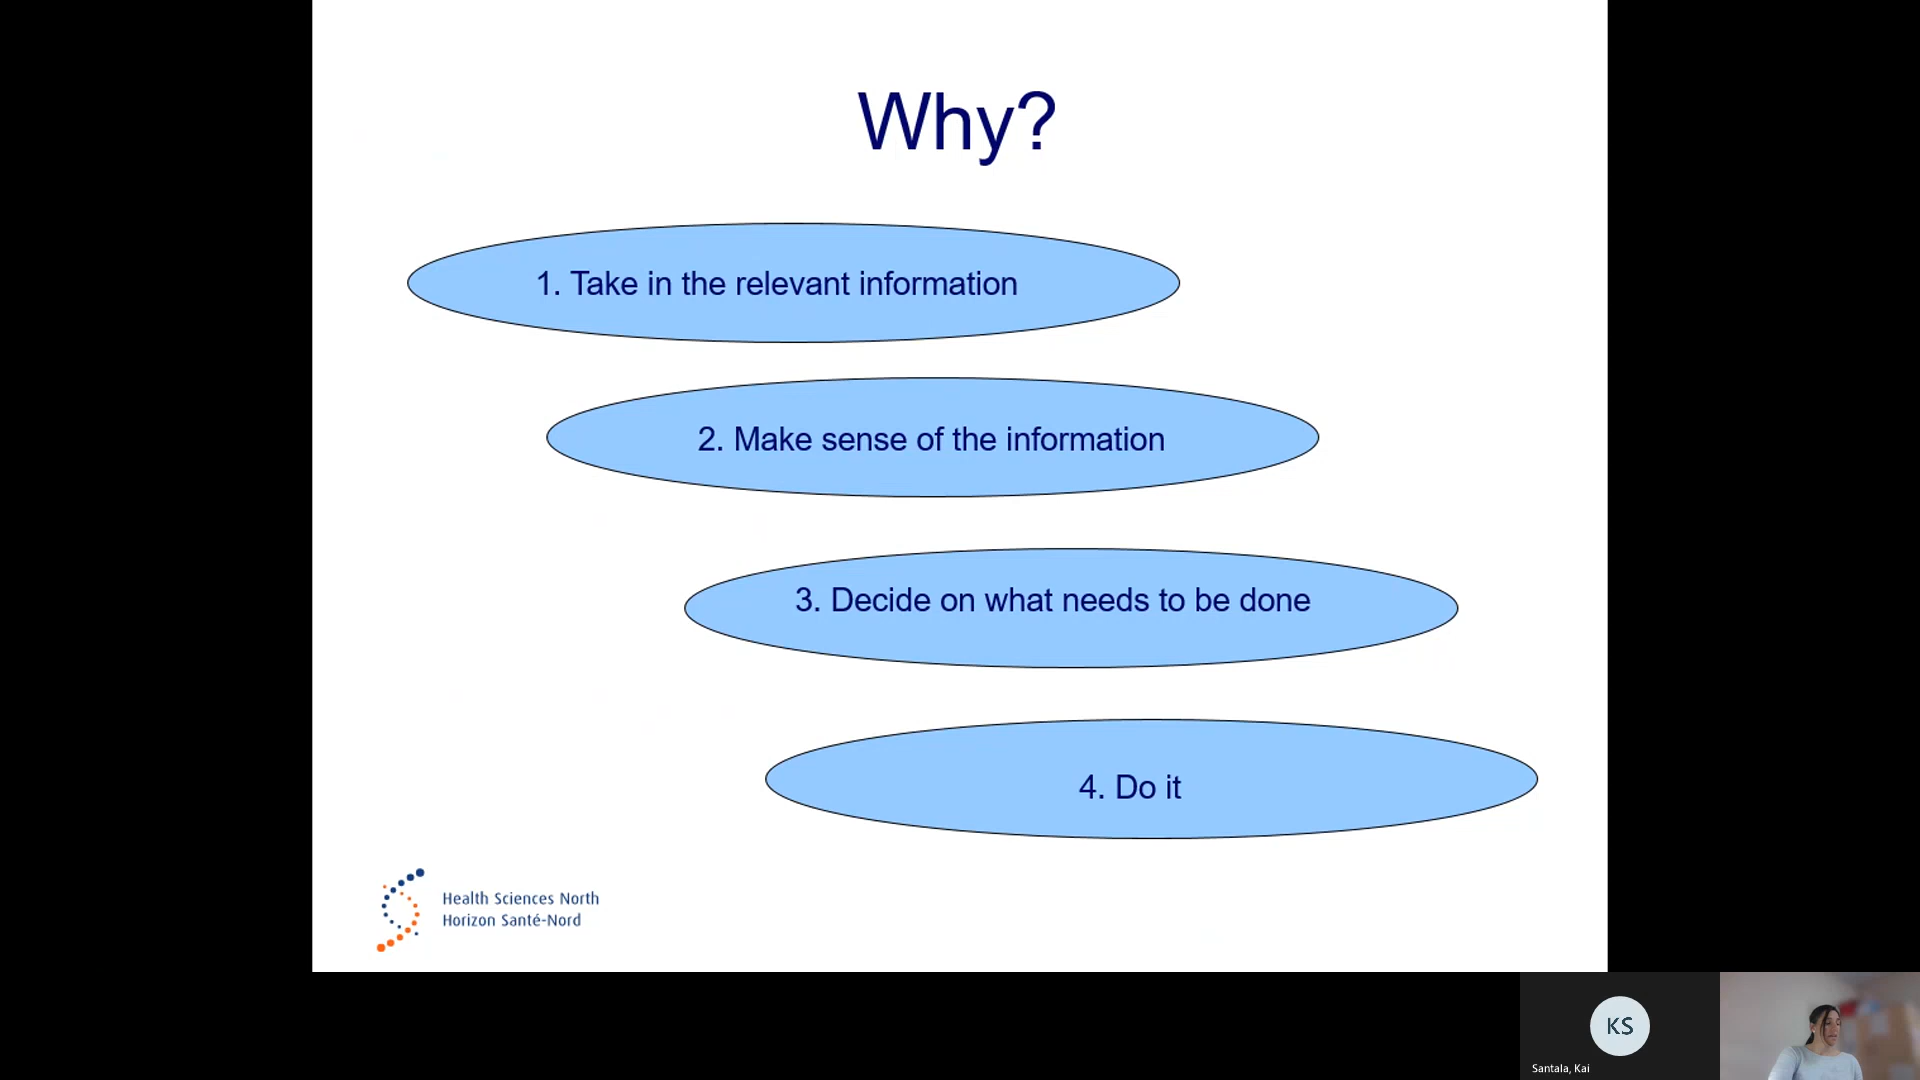 Why?
1. Take in the relevant information
2. Make sense of the information
3. Decide on what needs to be done
4. Do it
Health Sciences North
Horizon Santé-Nord
KS
Santala, Kai